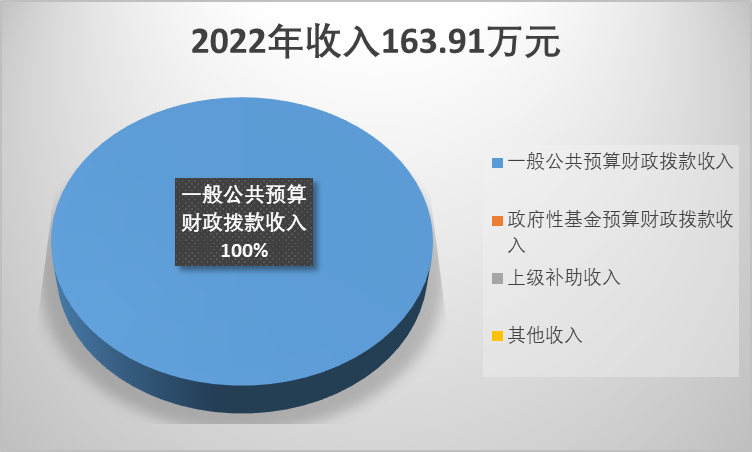 2022年收入163.91万元
一般公共预算
财政拨款收入
100%
一般公共预算财政拨款收入
政府性基金预算财政拨款收
入
上级补助收入
其他收入